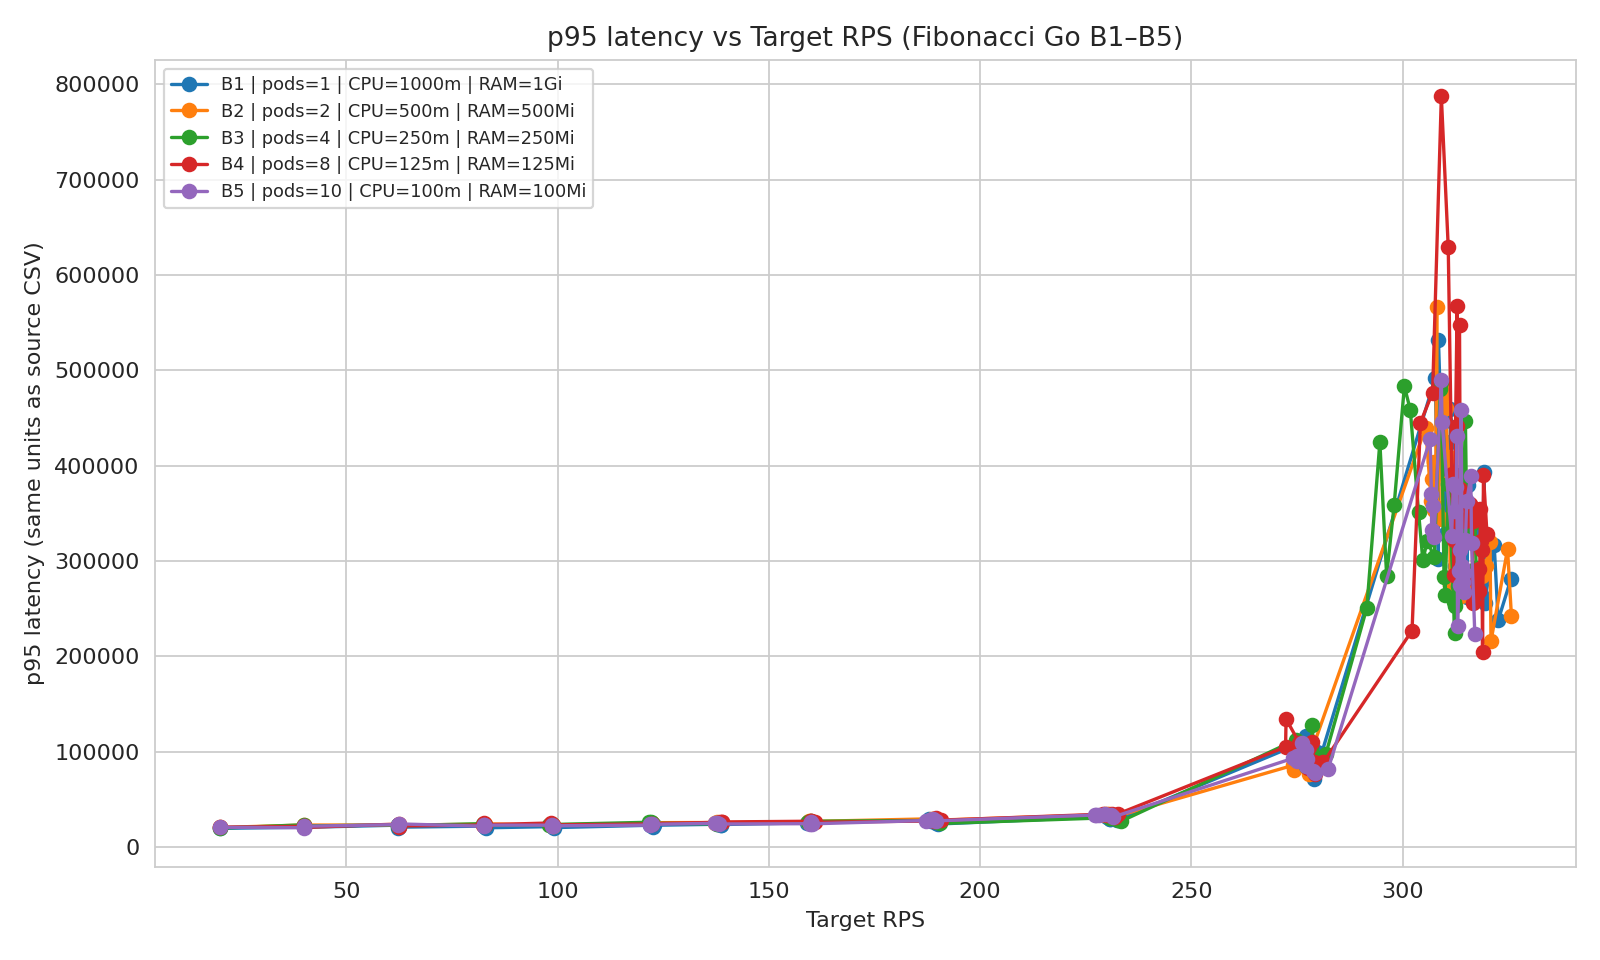 p95 latency vs Target RPS (Fibonacci Go B1–B5)
B1 | pods=1 | CPU=1000m | RAM=1Gi
B2 | pods=2 | CPU=500m | RAM=500Mi
B3 | pods=4 | CPU=250m | RAM=250Mi
B4 | pods=8 | CPU=125m | RAM=125Mi
B5 | pods=10 | CPU=100m | RAM=100Mi
p95 latency (same units as source CSV)
800000
700000
600000
500000
400000
300000
200000
100000
0
50
100
150
200
250
300
Target RPS